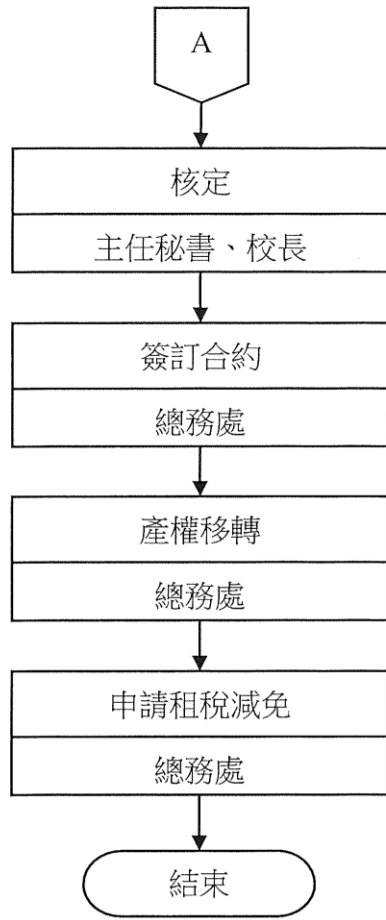 A
核定
主任秘書、校長
簽訂合約
總務處
產權移轉
總務處
申請租稅減免
總務處
結束